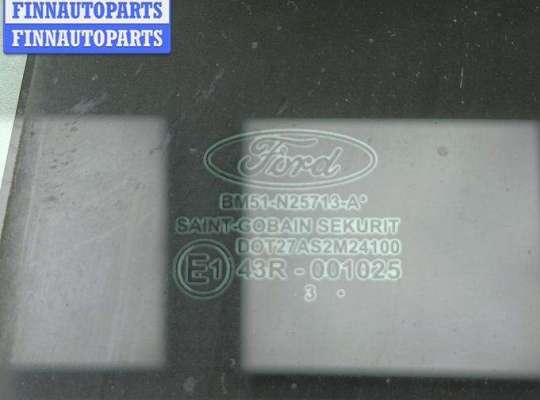 FINNAUTOPARTS
FINNAUTOPARTS
Ford
BM51-N25713-A*
SAINT-GOBAIN SEKURIT
DOT27AS2M24100
E1 43R - 001025
3 •